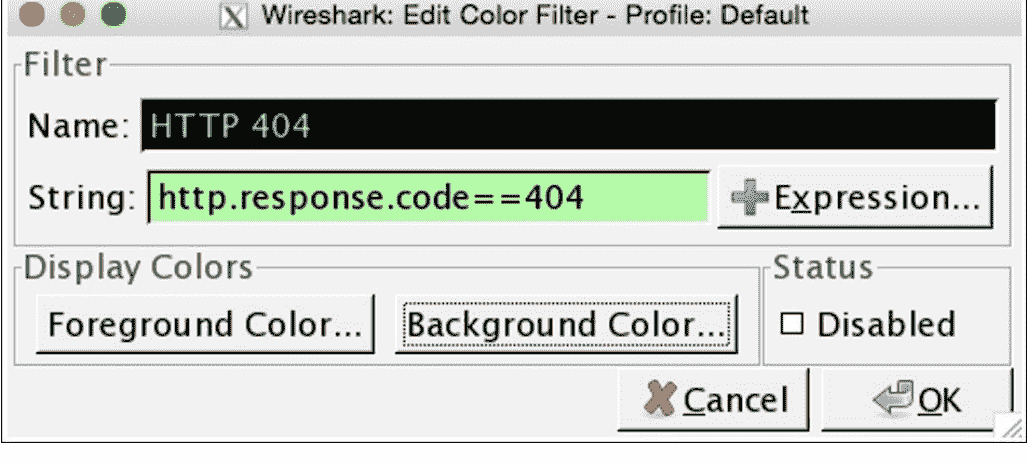 Wireshark: Edit Color Filter - Profile: Default
Filter
Name: HTTP 404
String: http.response.code==404 Expression...
Display Colors Status
Foreground Color... Background Color... Disabled
Cancel OK